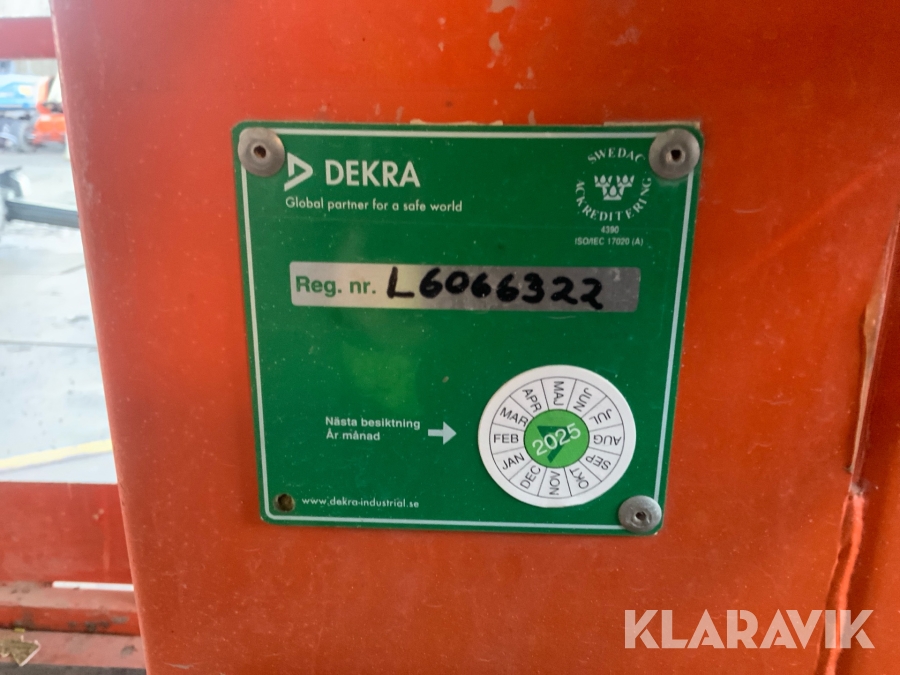 DEKRA
Global partner for a safe world
SWEDAC
ACKREDITERING
4390
ISO/IEC 17020 (A)
Reg. nr. L6066322
Nästa besiktning
År månad
JAN
FEB
MAR
APR
MAJ
JUN
JUL
AUG
SEP
OKT
NOV
DEC
2025
www.dekra-industrial.se
KLARAVIK